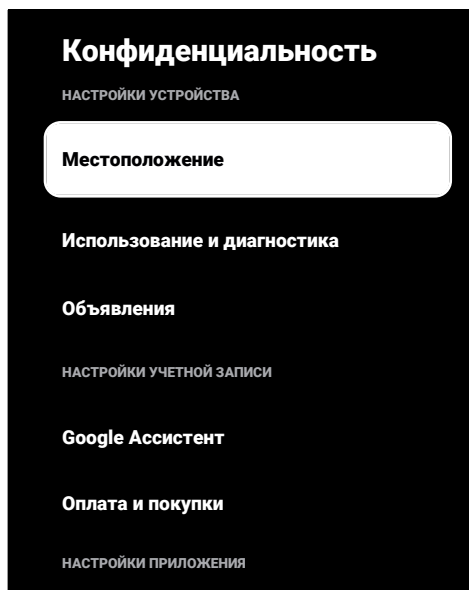 Конфиденциальность
НАСТРОЙКИ УСТРОЙСТВА
Местоположение
Использование и диагностика
Объявления
НАСТРОЙКИ УЧЕТНОЙ ЗАПИСИ
Google Ассистент
Оплата и покупки
НАСТРОЙКИ ПРИЛОЖЕНИЯ